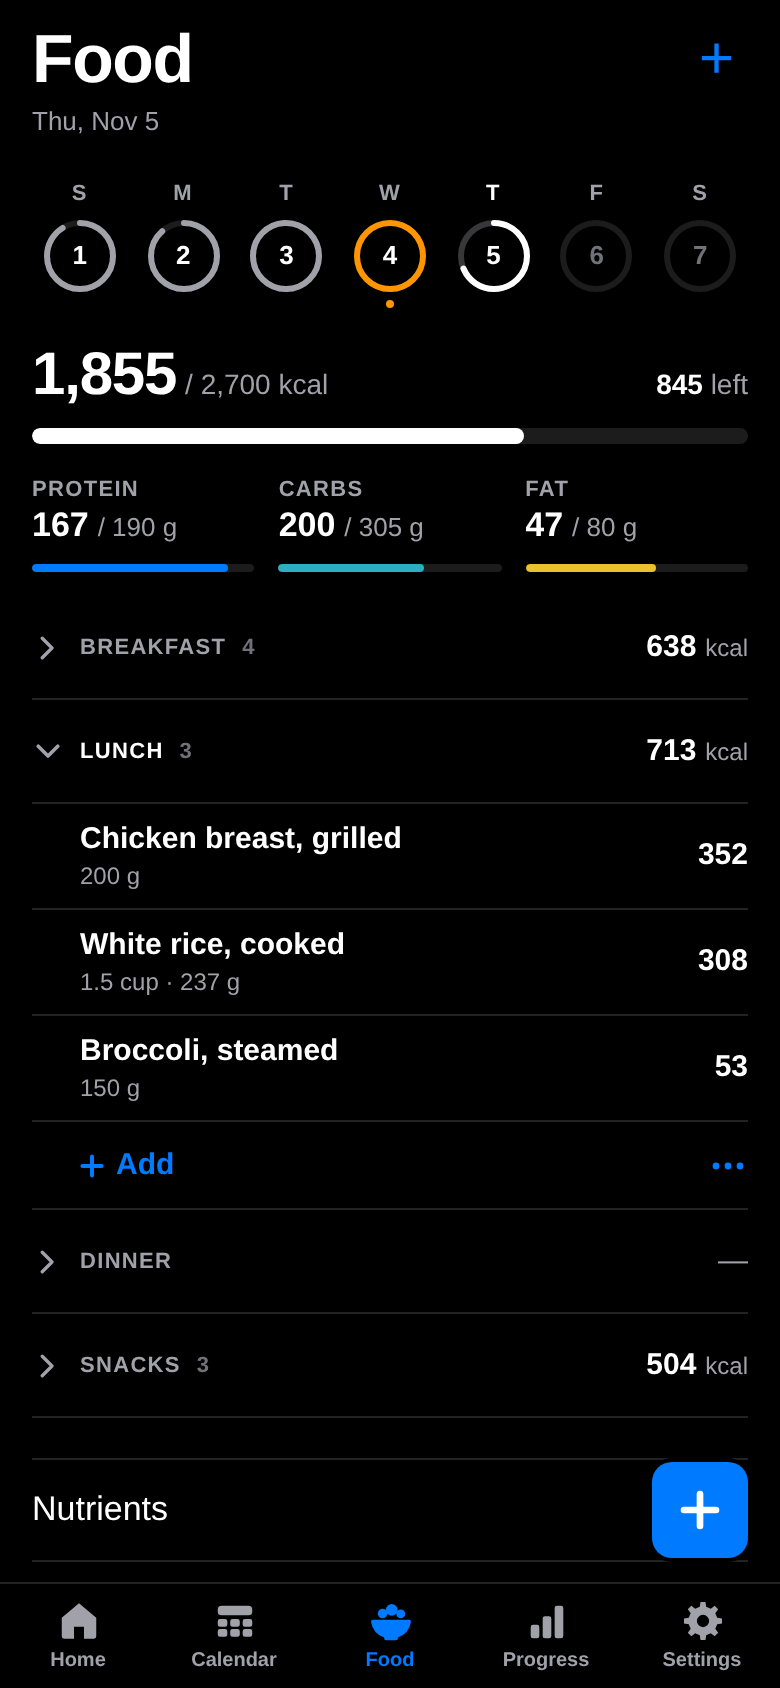 Food
Thu, Nov 5
S M T W T F S
1 2 3 4 5 6 7
1,855 / 2,700 kcal 845 left
PROTEIN CARBS FAT
167 / 190 g 200 / 305 g 47 / 80 g
BREAKFAST 4 638 kcal
LUNCH 3 713 kcal
Chicken breast, grilled 352
200 g
White rice, cooked 308
1.5 cup · 237 g
Broccoli, steamed 53
150 g
+ Add
DINNER —
SNACKS 3 504 kcal
Nutrients
Home Calendar Food Progress Settings